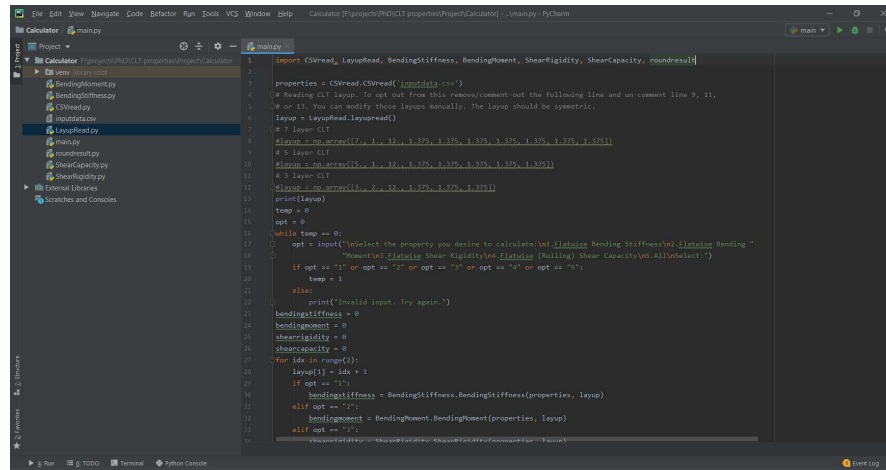 File Edit View Navigate Code Refactor Run Tools VCS Window Help Calculator [F:\projects\PhD\CLT properties\Project\Calculator] - ...\main.py - PyCharm
Calculator main.py
main
Project
main.py
Calculator F:\projects\PhD\CLT properties\Project\Calculator
venv library root
BendingMoment.py
BendingStiffness.py
CSVread.py
inputdata.csv
LayupRead.py
main.py
roundresult.py
ShearCapacity.py
ShearRigidity.py
External Libraries
Scratches and Consoles
1 import CSVread, LayupRead, BendingStiffness, BendingMoment, ShearRigidity, ShearCapacity, roundresult
2
3 properties = CSVread.CSVread('inputdata.csv')
4 # Reading CLT layup. To opt out from this remove/comment-out the following line and un-comment line 9, 11,
5 # or 13. You can modify those layups manually. The layup should be symmetric.
6 layup = LayupRead.layupread()
7 # 7 layer CLT
8 #layup = np.array([7., 1., 12., 1.375, 1.375, 1.375, 1.375, 1.375, 1.375, 1.375])
9 # 5 layer CLT
10 #layup = np.array([5., 1., 12., 1.375, 1.375, 1.375, 1.375, 1.375])
11 # 3 layer CLT
12 #layup = np.array([3., 2., 12., 1.375, 1.375, 1.375])
13 print(layup)
14 temp = 0
15 opt = 0
16 while temp == 0:
17 opt = input("\nSelect the property you desire to calculate:\n1.Flatwise Bending Stiffness\n2.Flatwise Bending "
18 "Moment\n3.Flatwise Shear Rigidity\n4.Flatwise (Rolling) Shear Capacity\n5.All\nSelect:")
19 if opt == "1" or opt == "2" or opt == "3" or opt == "4" or opt == "5":
20 temp = 1
21 else:
22 print("Invalid input. Try again.")
23 bendingstiffness = 0
24 bendingmoment = 0
25 shearrigidity = 0
26 shearcapacity = 0
27 for idx in range(2):
28 layup[1] = idx + 1
29 if opt == "1":
30 bendingstiffness = BendingStiffness.BendingStiffness(properties, layup)
31 elif opt == "2":
32 bendingmoment = BendingMoment.BendingMoment(properties, layup)
33 elif opt == "3":
34 shearrigidity = ShearRigidity.ShearRigidity(properties, layup)
1: Project
7: Structure
2: Favorites
4: Run 6: TODO Terminal Python Console
Event Log